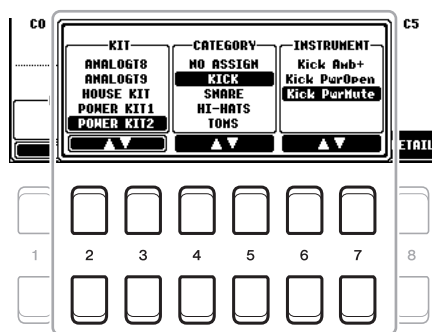 C0 C5
KIT CATEGORY INSTRUMENT
ANALOGT8 NO ASSIGN Kick Amb+
ANALOGT9 KICK Kick PwrOpen
HOUSE KIT SNARE Kick PwrMute
POWER KIT1 HI-HATS
POWER KIT2 TOMS
ETAIL
1 2 3 4 5 6 7 8